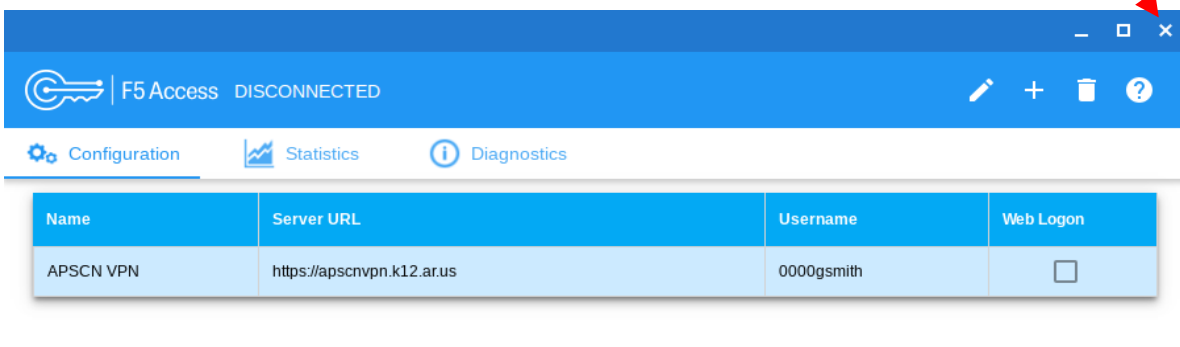 F5 Access DISCONNECTED
Configuration Statistics Diagnostics
Name Server URL Username Web Logon
APSCN VPN https://apscnvpn.k12.ar.us 0000gsmith